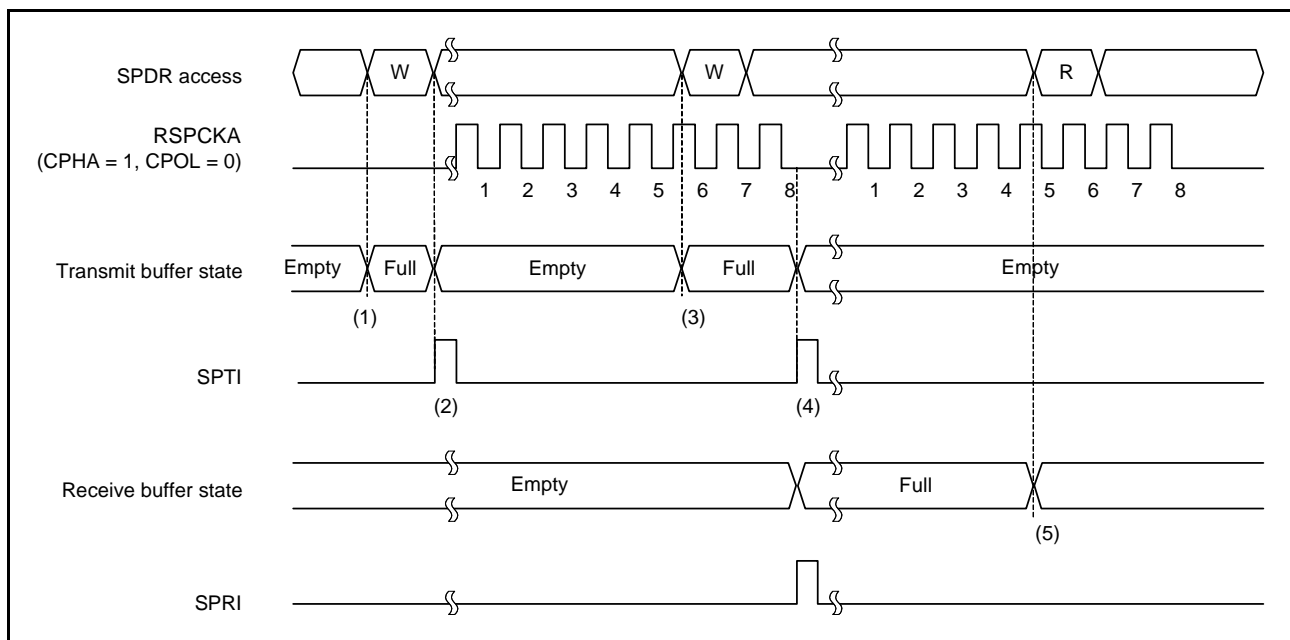 SPDR access
W
W
R
RSPCKA
(CPHA = 1, CPOL = 0)
1 2 3 4 5 6 7 8 1 2 3 4 5 6 7 8
Transmit buffer state
Empty Full Empty Full Empty
(1)
(3)
SPTI
(2)
(4)
Receive buffer state
Empty Full
(5)
SPRI